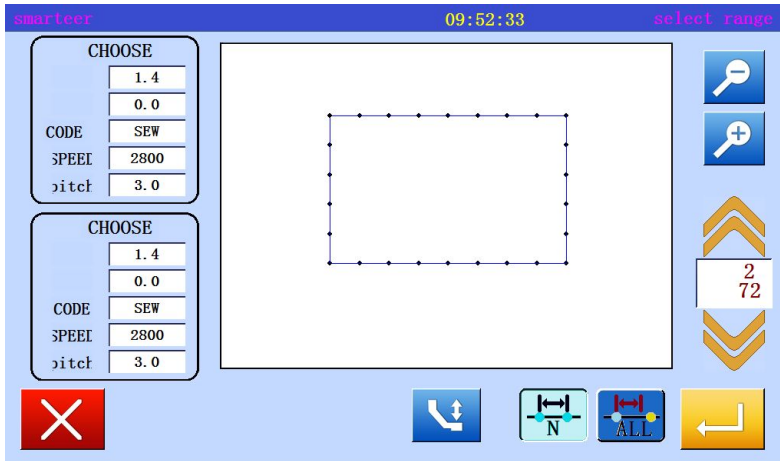 smarteer
09:52:33
select range
CHOOSE
1.4
0.0
CODE SEW
SPEED 2800
pitch 3.0
CHOOSE
1.4
0.0
CODE SEW
SPEED 2800
pitch 3.0
2
72
N
ALL